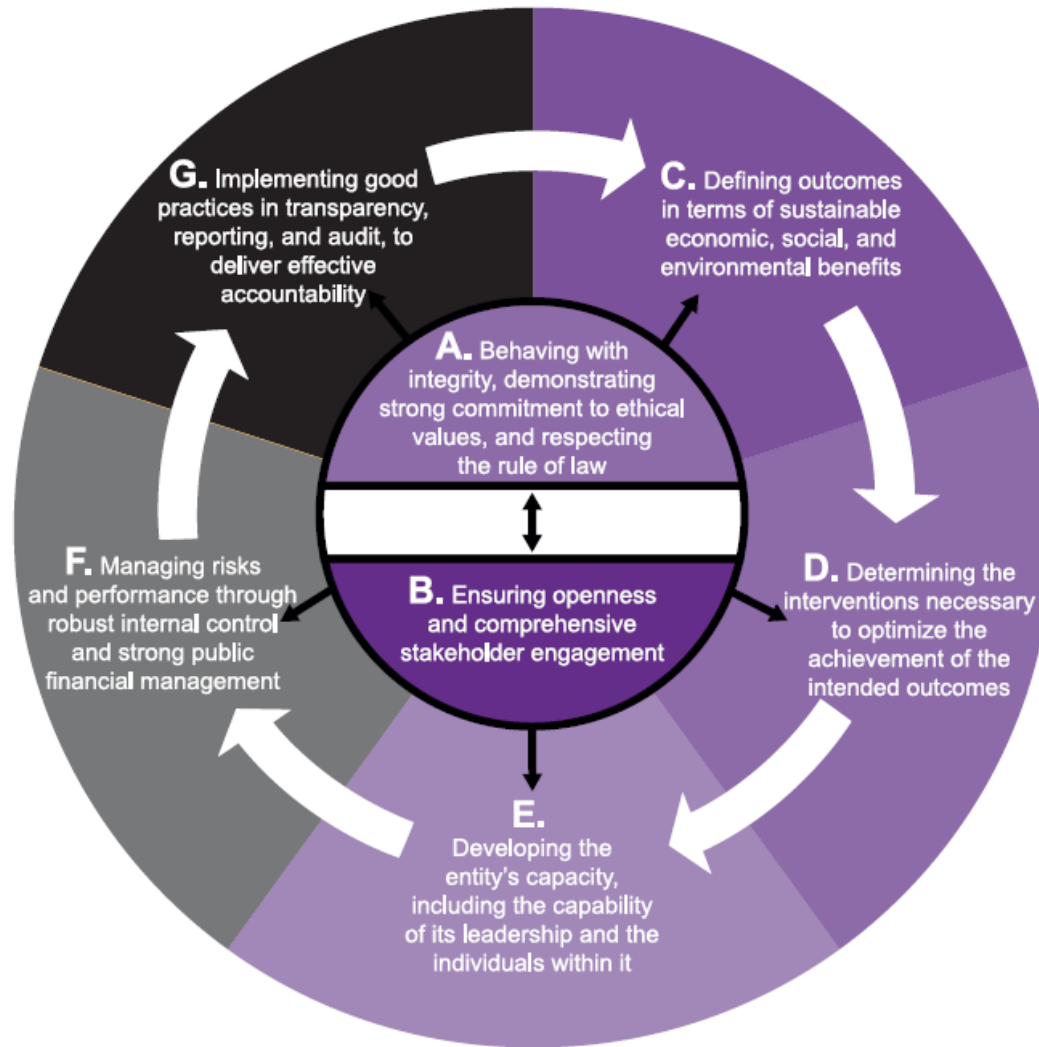 G. Implementing good
practices in transparency,
reporting, and audit, to
deliver effective
accountability
C. Defining outcomes
in terms of sustainable
economic, social, and
environmental benefits
A. Behaving with
integrity, demonstrating
strong commitment to ethical
values, and respecting
the rule of law
B. Ensuring openness
and comprehensive
stakeholder engagement
F. Managing risks
and performance through
robust internal control
and strong public
financial management
D. Determining the
interventions necessary
to optimize the
achievement of the
intended outcomes
E.
Developing the
entity's capacity,
including the capability
of its leadership and the
individuals within it